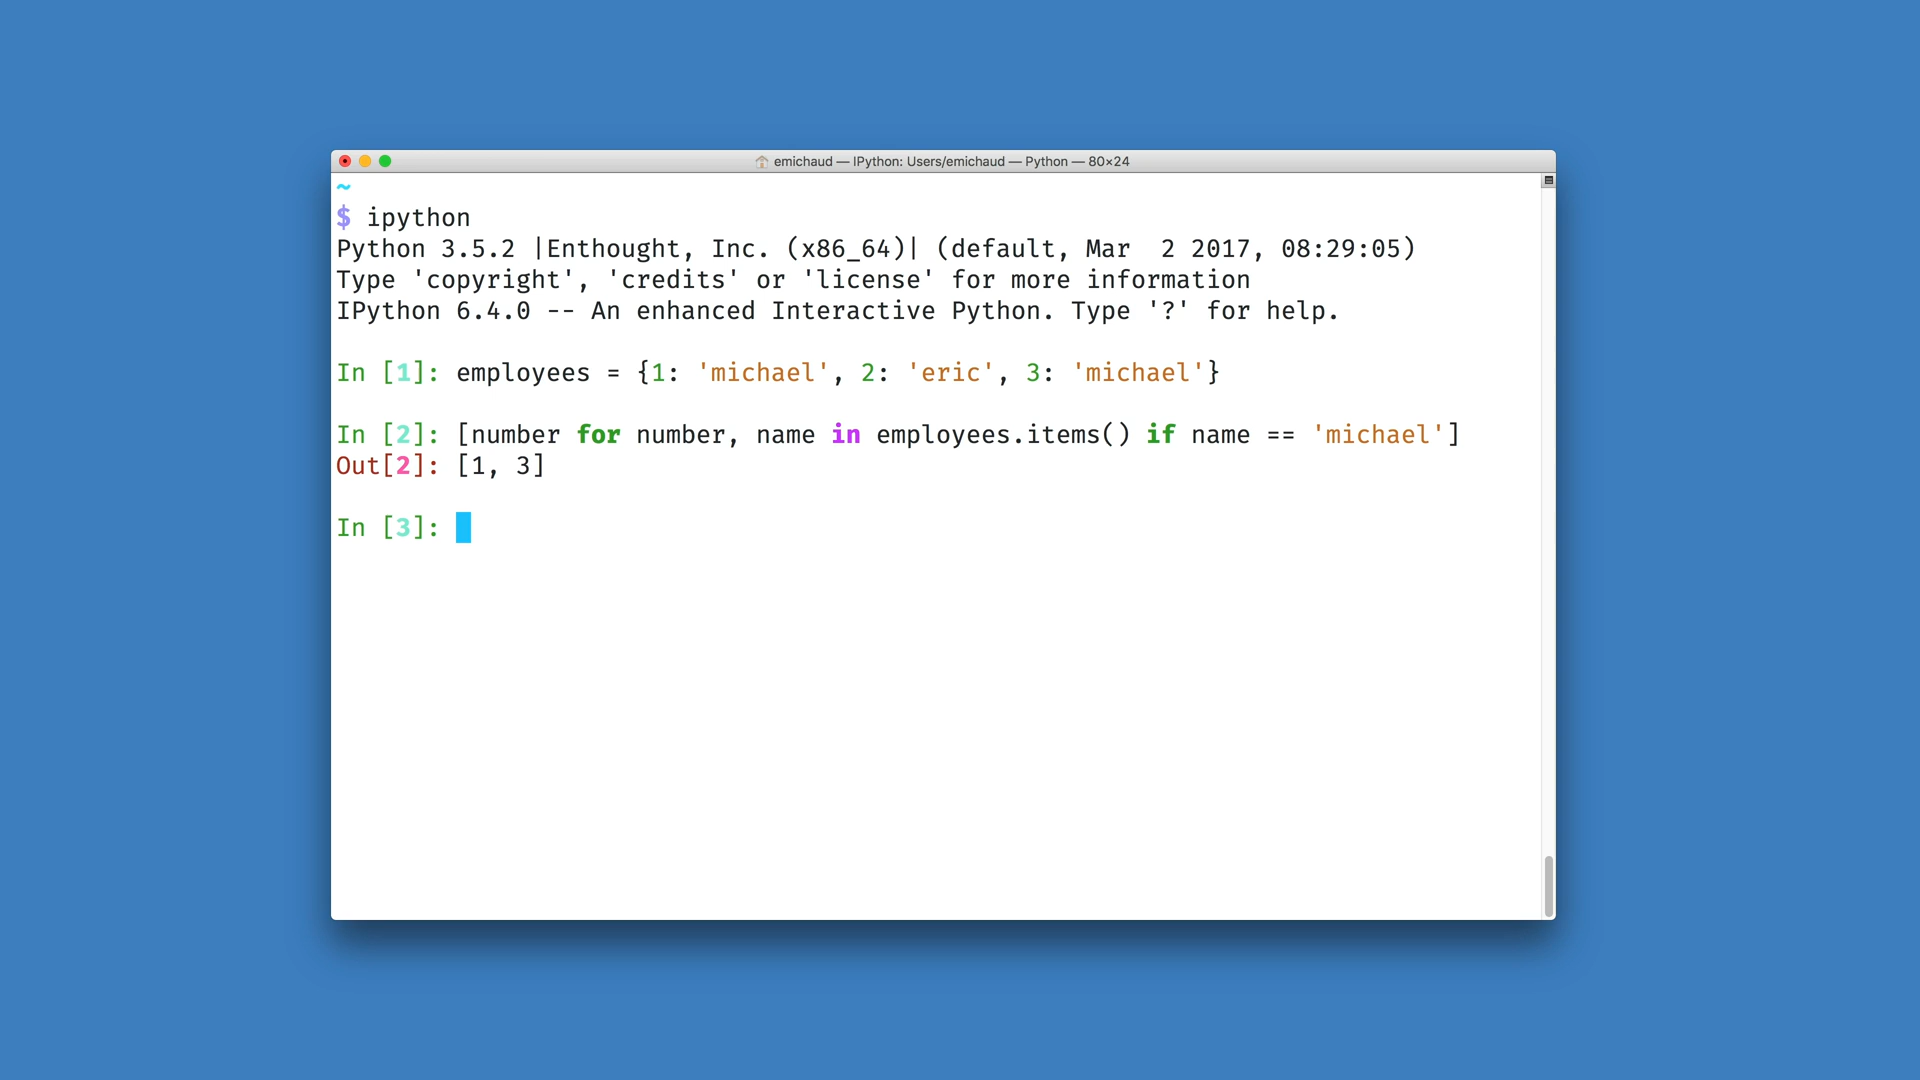 emichaud — IPython: Users/emichaud — Python — 80×24
~
$ ipython
Python 3.5.2 |Enthought, Inc. (x86_64)| (default, Mar  2 2017, 08:29:05)
Type 'copyright', 'credits' or 'license' for more information
IPython 6.4.0 -- An enhanced Interactive Python. Type '?' for help.
In [1]: employees = {1: 'michael', 2: 'eric', 3: 'michael'}
In [2]: [number for number, name in employees.items() if name == 'michael']
Out[2]: [1, 3]
In [3]: